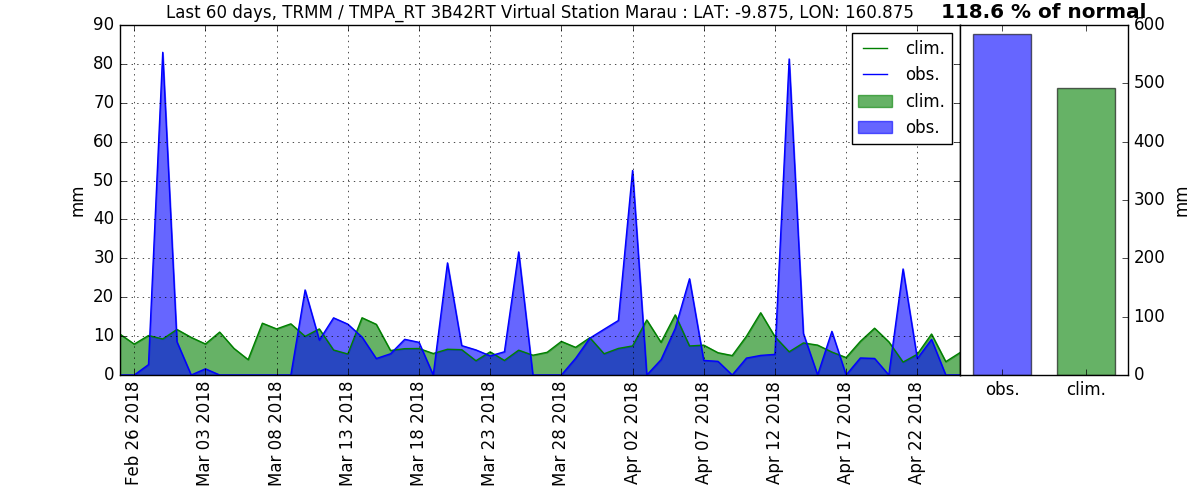 Last 60 days, TRMM / TMPA_RT 3B42RT Virtual Station Marau : LAT: -9.875, LON: 160.875
118.6 % of normal
90
80
70
60
50
40
30
20
10
0
mm
clim.
obs.
clim.
obs.
Feb 26 2018
Mar 03 2018
Mar 08 2018
Mar 13 2018
Mar 18 2018
Mar 23 2018
Mar 28 2018
Apr 02 2018
Apr 07 2018
Apr 12 2018
Apr 17 2018
Apr 22 2018
600
500
400
300
200
100
0
mm
obs.
clim.